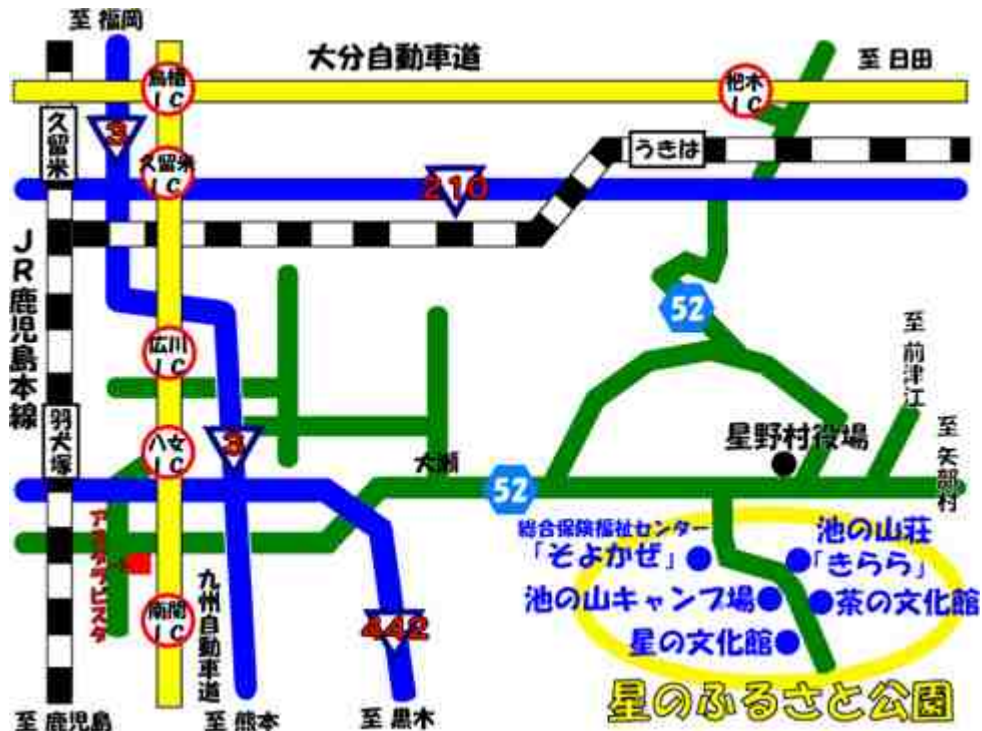 至 福岡
大分自動車道
至 日田
鳥栖
IC
杷木
IC
久留米
3
うきは
久留米
IC
210
JR鹿児島本線
52
広川
IC
至 前津江
羽犬塚
八女
IC
3
大瀬
星野村役場
至 矢部村
52
総合保険福祉センター
「そよかぜ」
池の山荘
「きらら」
池の山キャンプ場
茶の文化館
星の文化館
南関
IC
九州自動車道
442
星のふるさと公園
至 鹿児島
至 熊本
至 黒木